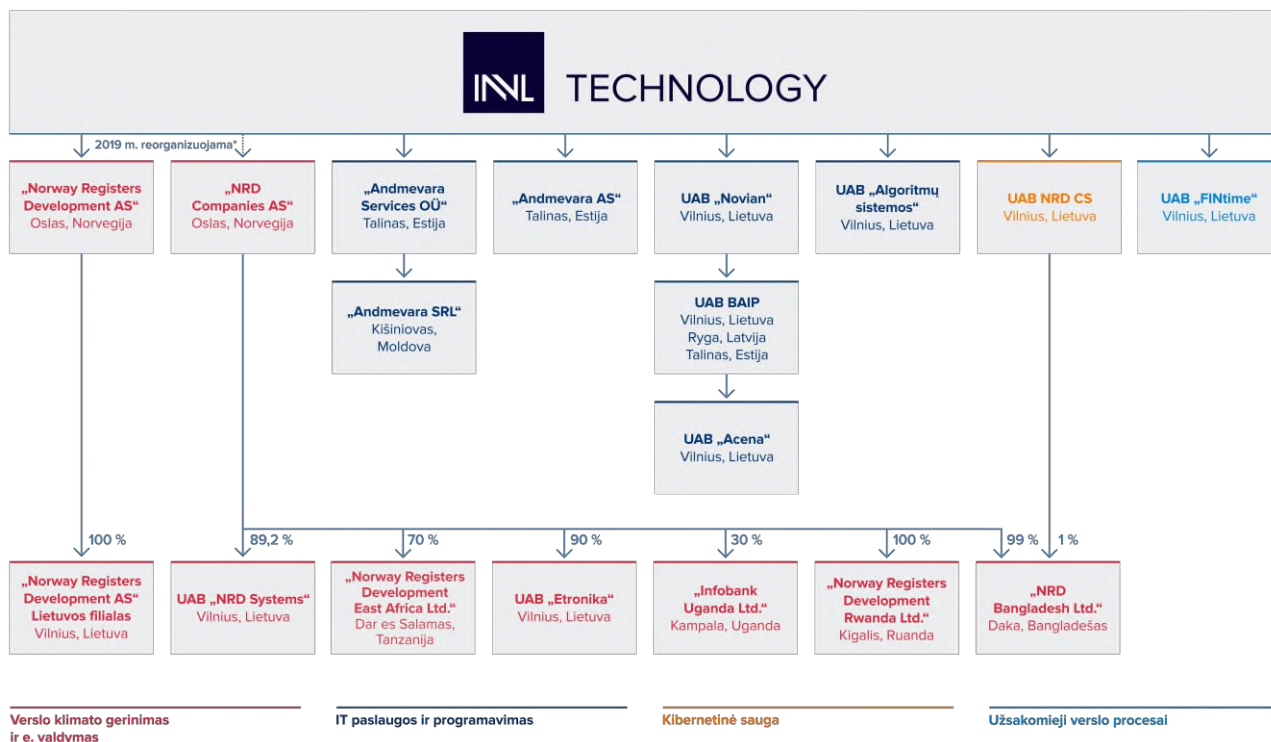 INVL TECHNOLOGY
2019 m. reorganizuojama*
„Norway Registers
Development AS“
Oslas, Norvegija
„NRD
Companies AS“
Oslas, Norvegija
„Andmevara
Services OÜ“
Talinas, Estija
„Andmevara AS“
Talinas, Estija
UAB „Novian“
Vilnius, Lietuva
UAB „Algoritmų
sistemos“
Vilnius, Lietuva
UAB NRD CS
Vilnius, Lietuva
UAB „FINtime“
Vilnius, Lietuva
„Andmevara SRL“
Kišiniovas,
Moldova
UAB BAIP
Vilnius, Lietuva
Ryga, Latvija
Talinas, Estija
UAB „Acena“
Vilnius, Lietuva
100 %
89,2 %
70 %
90 %
30 %
100 %
99 %
1 %
„Norway Registers
Development AS“
Lietuvos filialas
Vilnius, Lietuva
UAB „NRD Systems“
Vilnius, Lietuva
„Norway Registers
Development
East Africa Ltd.“
Dar es Salamas,
Tanzanija
UAB „Etronika“
Vilnius, Lietuva
„Infobank
Uganda Ltd.“
Kampala, Uganda
„Norway Registers
Development
Rwanda Ltd.“
Kigalis, Ruanda
„NRD
Bangladesh Ltd.“
Daka, Bangladešas
Verslo klimato gerinimas
ir e. valdymas
IT paslaugos ir programavimas
Kibernetinė sauga
Užsakomieji verslo procesai